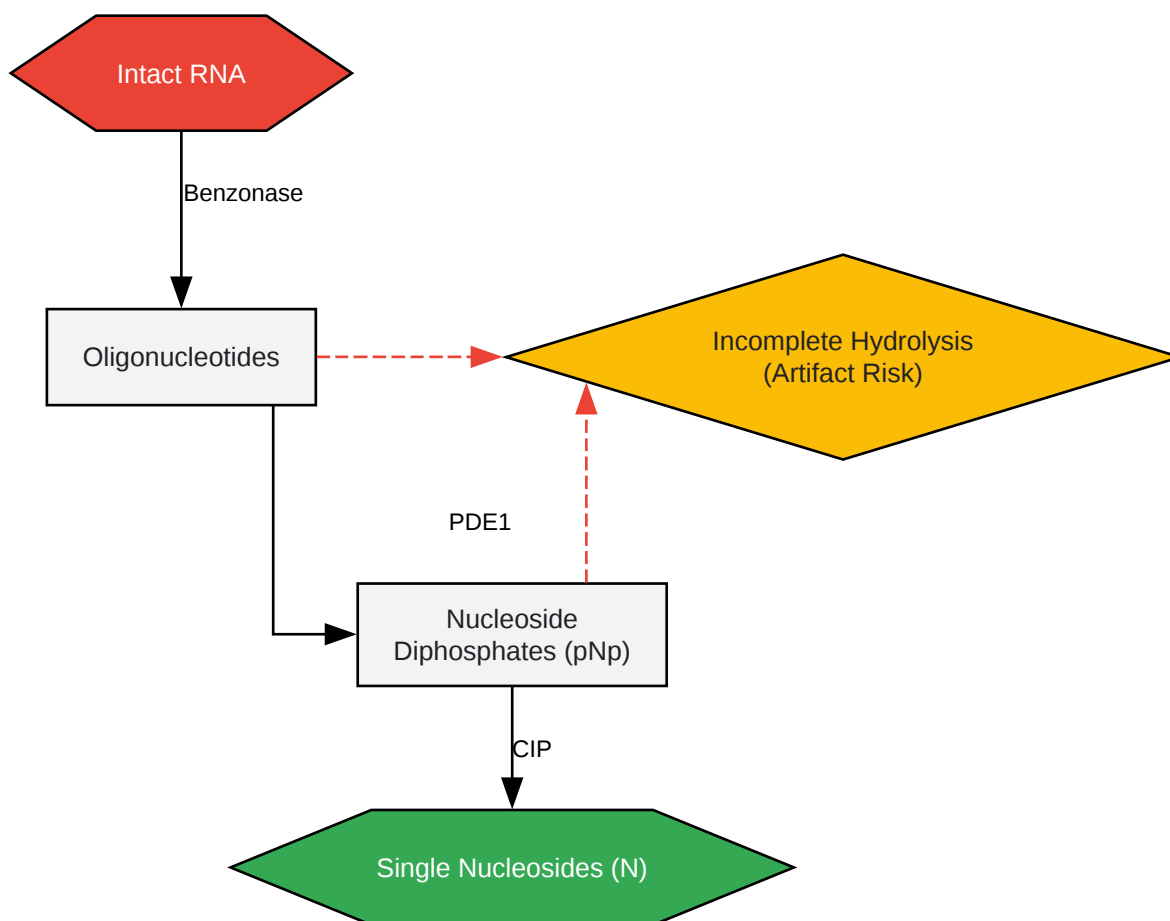 Intact RNA
Benzonase
Oligonucleotides
Incomplete Hydrolysis
(Artifact Risk)
PDE1
Nucleoside
Diphosphates (pNp)
CIP
Single Nucleosides (N)